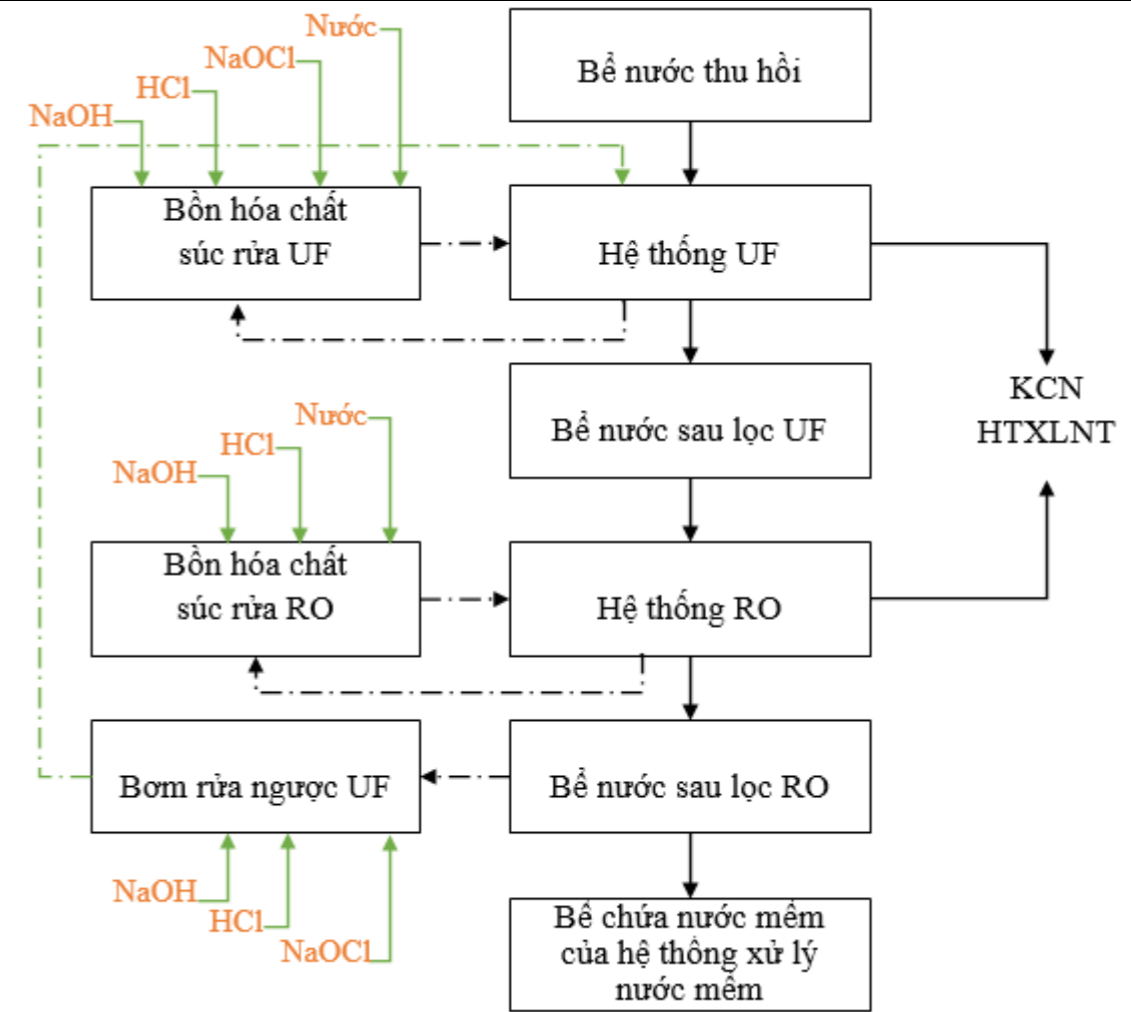 Nước
NaOCl
HCl
NaOH
Bể nước thu hồi
Bồn hóa chất
súc rửa UF
Hệ thống UF
KCN
HTXLNT
Bể nước sau lọc UF
Nước
HCl
NaOH
Bồn hóa chất
súc rửa RO
Hệ thống RO
Bơm rửa ngược UF
Bể nước sau lọc RO
NaOH
HCl
NaOCl
Bể chứa nước mềm
của hệ thống xử lý
nước mềm